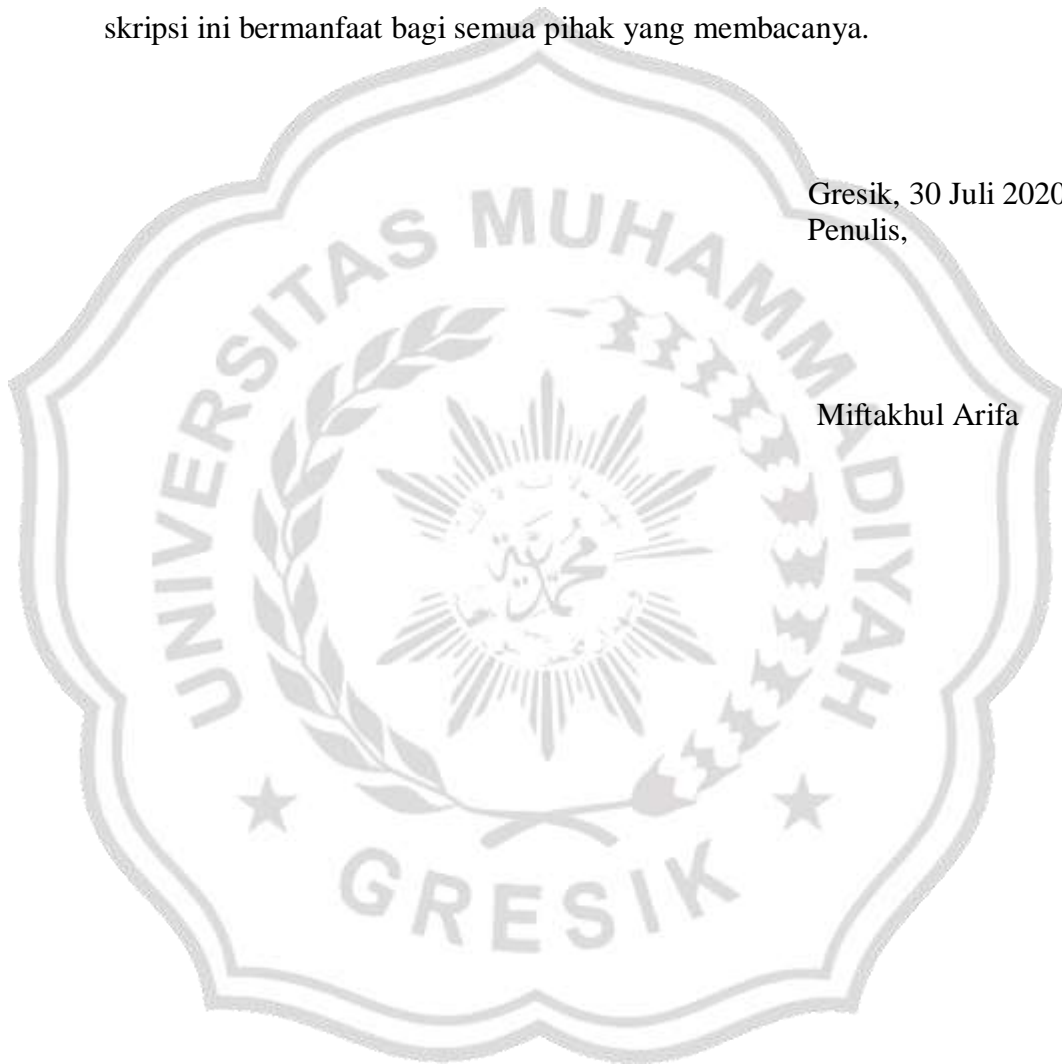 skripsi ini bermanfaat bagi semua pihak yang membacanya.
Gresik, 30 Juli 2020
Penulis,
Miftakhul Arifa
UNIVERSITAS MUHAMMADIYAH
GRESIK